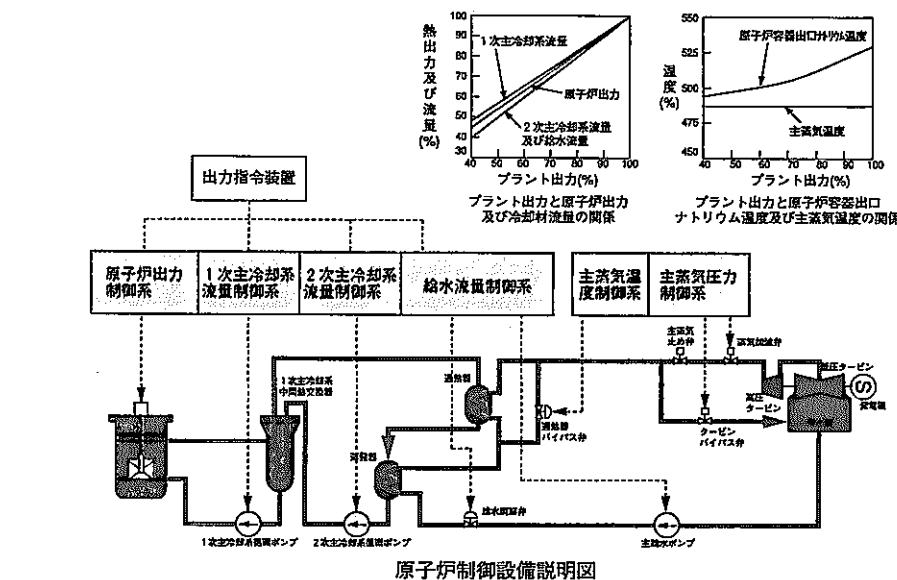 100
90
80
70
60
50
40
30
熱出力及び流量(%)
1次主冷却系流量
原子炉出力
2次主冷却系流量
及び給水流量
40 50 60 70 80 90 100
プラント出力(%)
プラント出力と原子炉出力
及び冷却材流量の関係
550
525
500
475
450
温度(%)
原子炉容器出口ナトリウム温度
主蒸気温度
40 50 60 70 80 90 100
プラント出力(%)
プラント出力と原子炉容器出口
ナトリウム温度及び主蒸気温度の関係
出力指令装置
原子炉出力
制御系
1次主冷却系
流量制御系
2次主冷却系
流量制御系
給水流量制御系
主蒸気温
度制御系
主蒸気圧力
制御系
主蒸気
止め弁
蒸気加減弁
1次主冷却系
中間熱交換器
過熱器
過熱器
バイパス弁
タービン
バイパス弁
高圧
タービン
低圧タービン
発電機
蒸発器
給水調節弁
1次主冷却系循環ポンプ
2次主冷却系循環ポンプ
主給水ポンプ
原子炉制御設備説明図